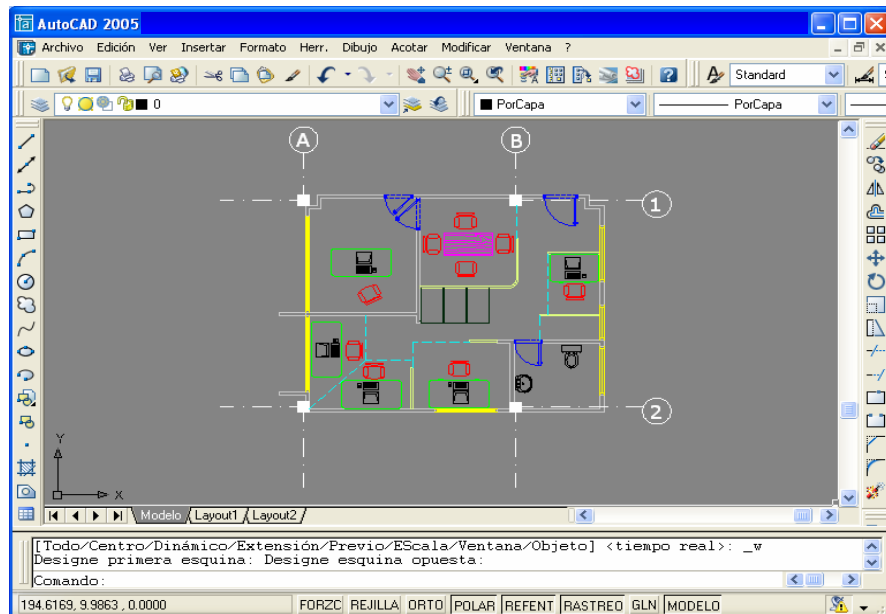 AutoCAD 2005
Archivo Edición Ver Insertar Formato Herr. Dibujo Acotar Modificar Ventana ?
Standard
0 PorCapa PorCapa
A B
1
2
Y
X
Modelo Layout1 Layout2
[Todo/Centro/Dinámico/Extensión/Previo/EScala/Ventana/Objeto] <tiempo real>: _w
Designe primera esquina: Designe esquina opuesta:
Comando:
194.6169, 9.9863 , 0.0000 FORZC REJILLA ORTO POLAR REFENT RASTREO GLN MODELO